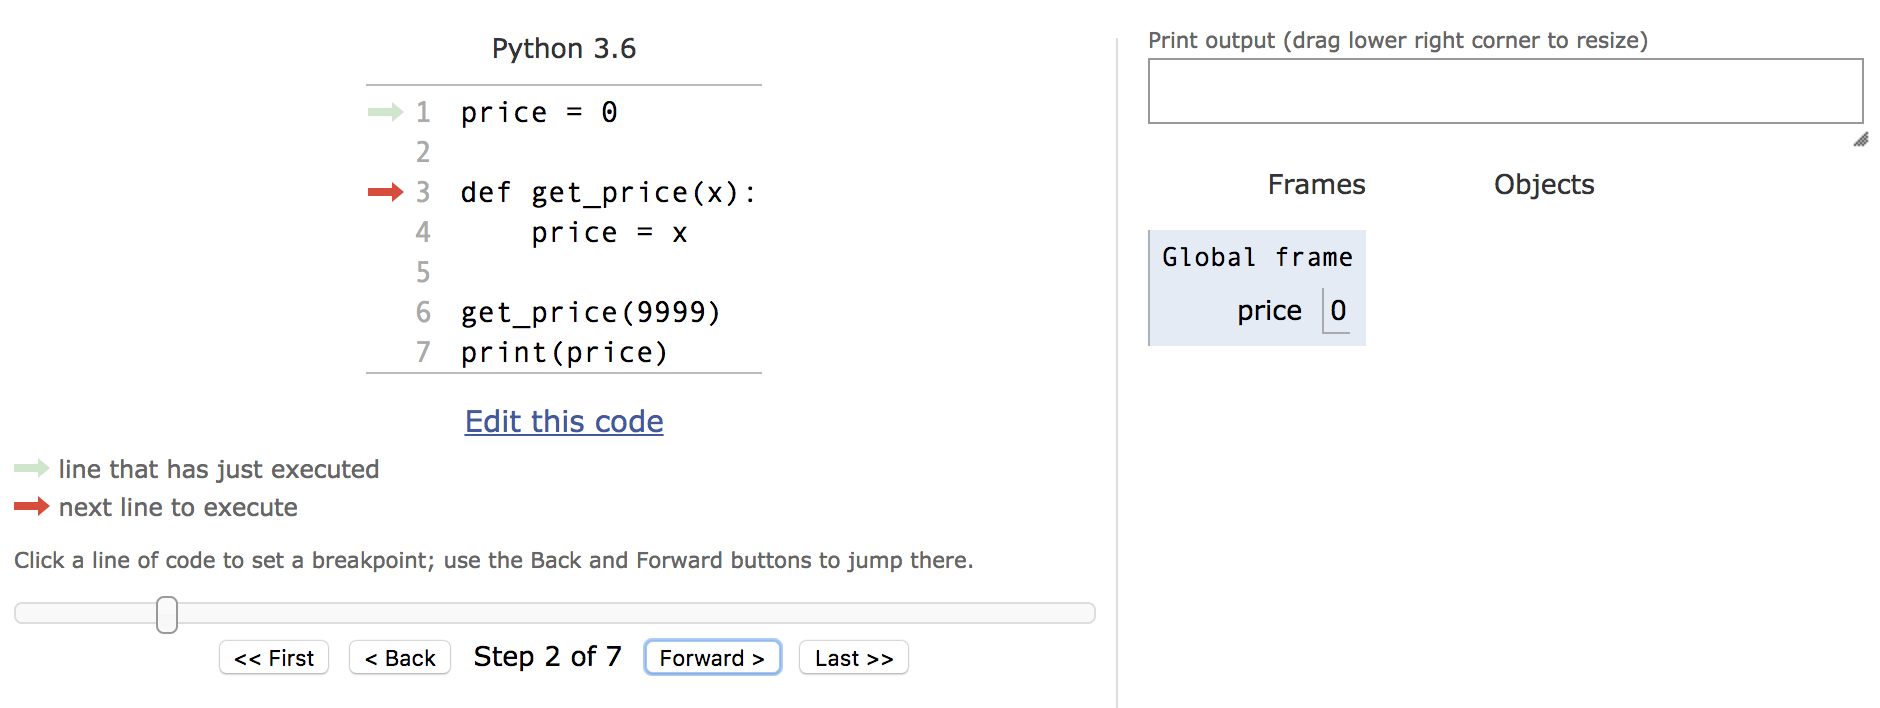 Python 3.6
1 price = 0
2
3 def get_price(x):
4     price = x
5
6 get_price(9999)
7 print(price)
Edit this code
line that has just executed
next line to execute
Click a line of code to set a breakpoint; use the Back and Forward buttons to jump there.
<< First < Back Step 2 of 7 Forward > Last >>
Print output (drag lower right corner to resize)
Frames Objects
Global frame
price 0